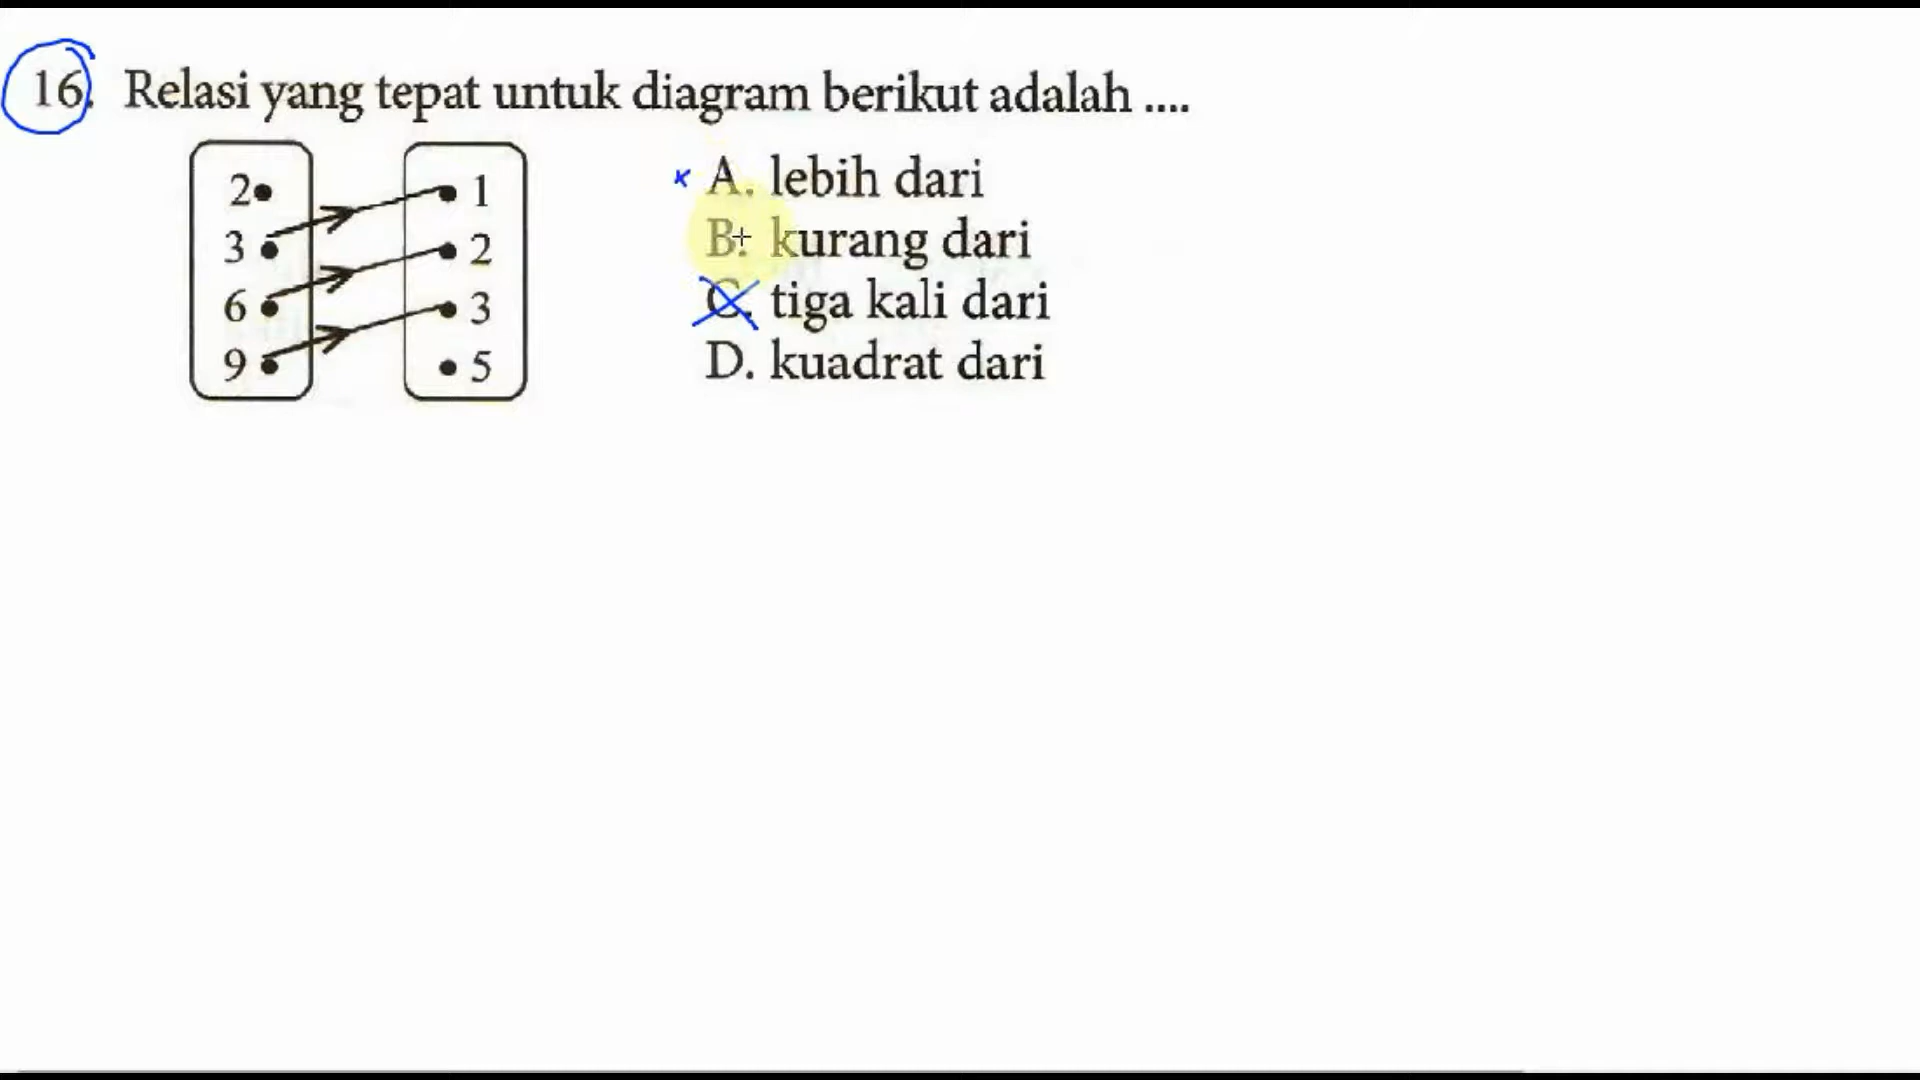 16. Relasi yang tepat untuk diagram berikut adalah ....
2 1
3 2
6 3
9 5
A. lebih dari
B. kurang dari
C. tiga kali dari
D. kuadrat dari